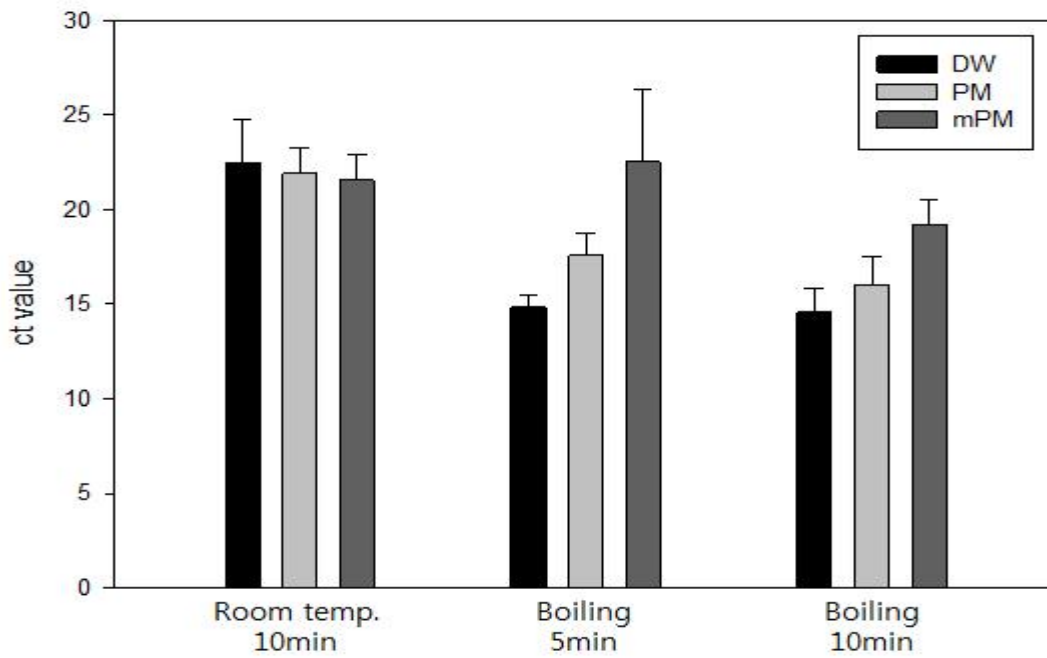 30
25
20
15
10
5
0
ct value
DW
PM
mPM
Room temp.
10min
Boiling
5min
Boiling
10min